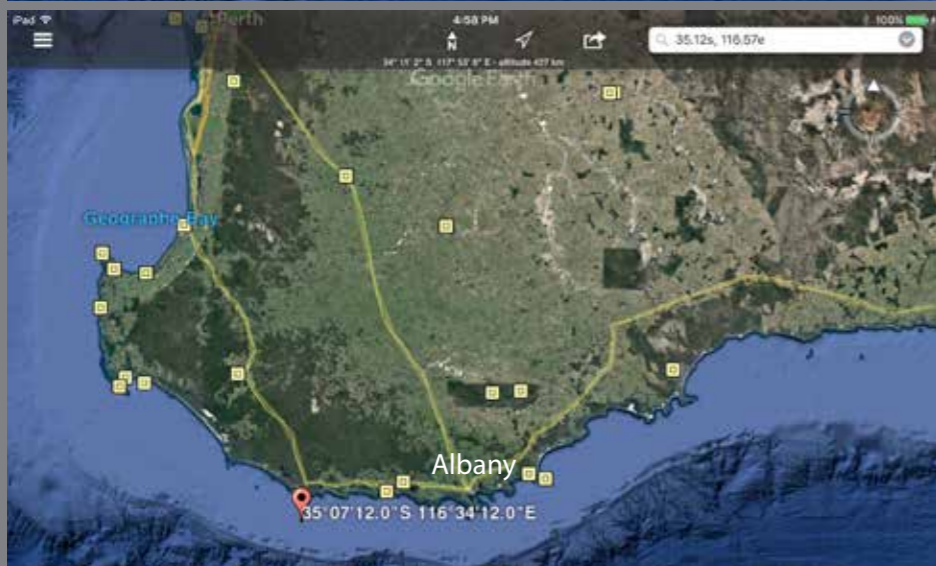 iPad
4:58 PM
100%
Perth
N
35.12s, 116.57e
Google Earth
Geographe Bay
Albany
35°07'12.0"S 116°34'12.0"E